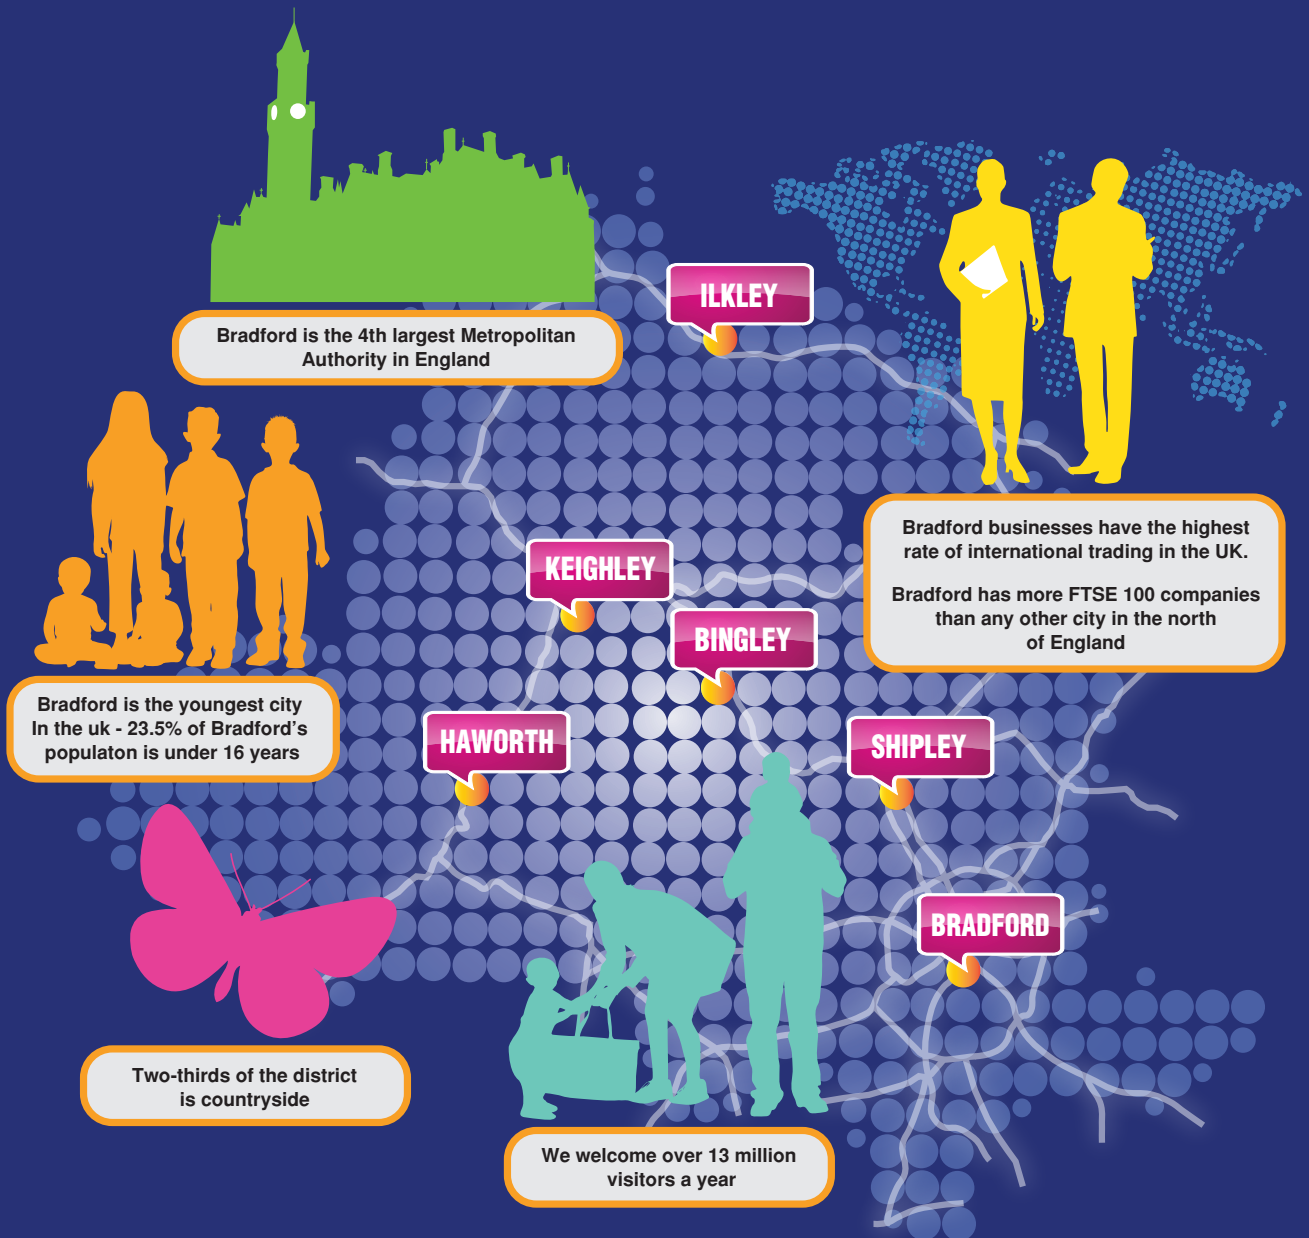 ILKLEY
Bradford is the 4th largest Metropolitan
Authority in England
Bradford businesses have the highest
rate of international trading in the UK.
Bradford has more FTSE 100 companies
than any other city in the north
of England
KEIGHLEY
BINGLEY
Bradford is the youngest city
In the uk - 23.5% of Bradford's
populaton is under 16 years
HAWORTH
SHIPLEY
BRADFORD
Two-thirds of the district
is countryside
We welcome over 13 million
visitors a year